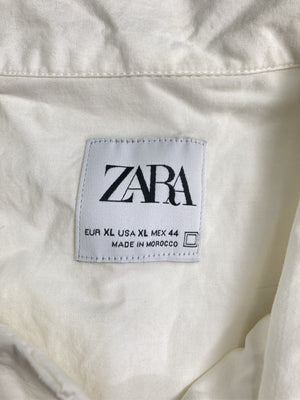 ZARA
EUR XL USA XL MEX 44
MADE IN MOROCCO